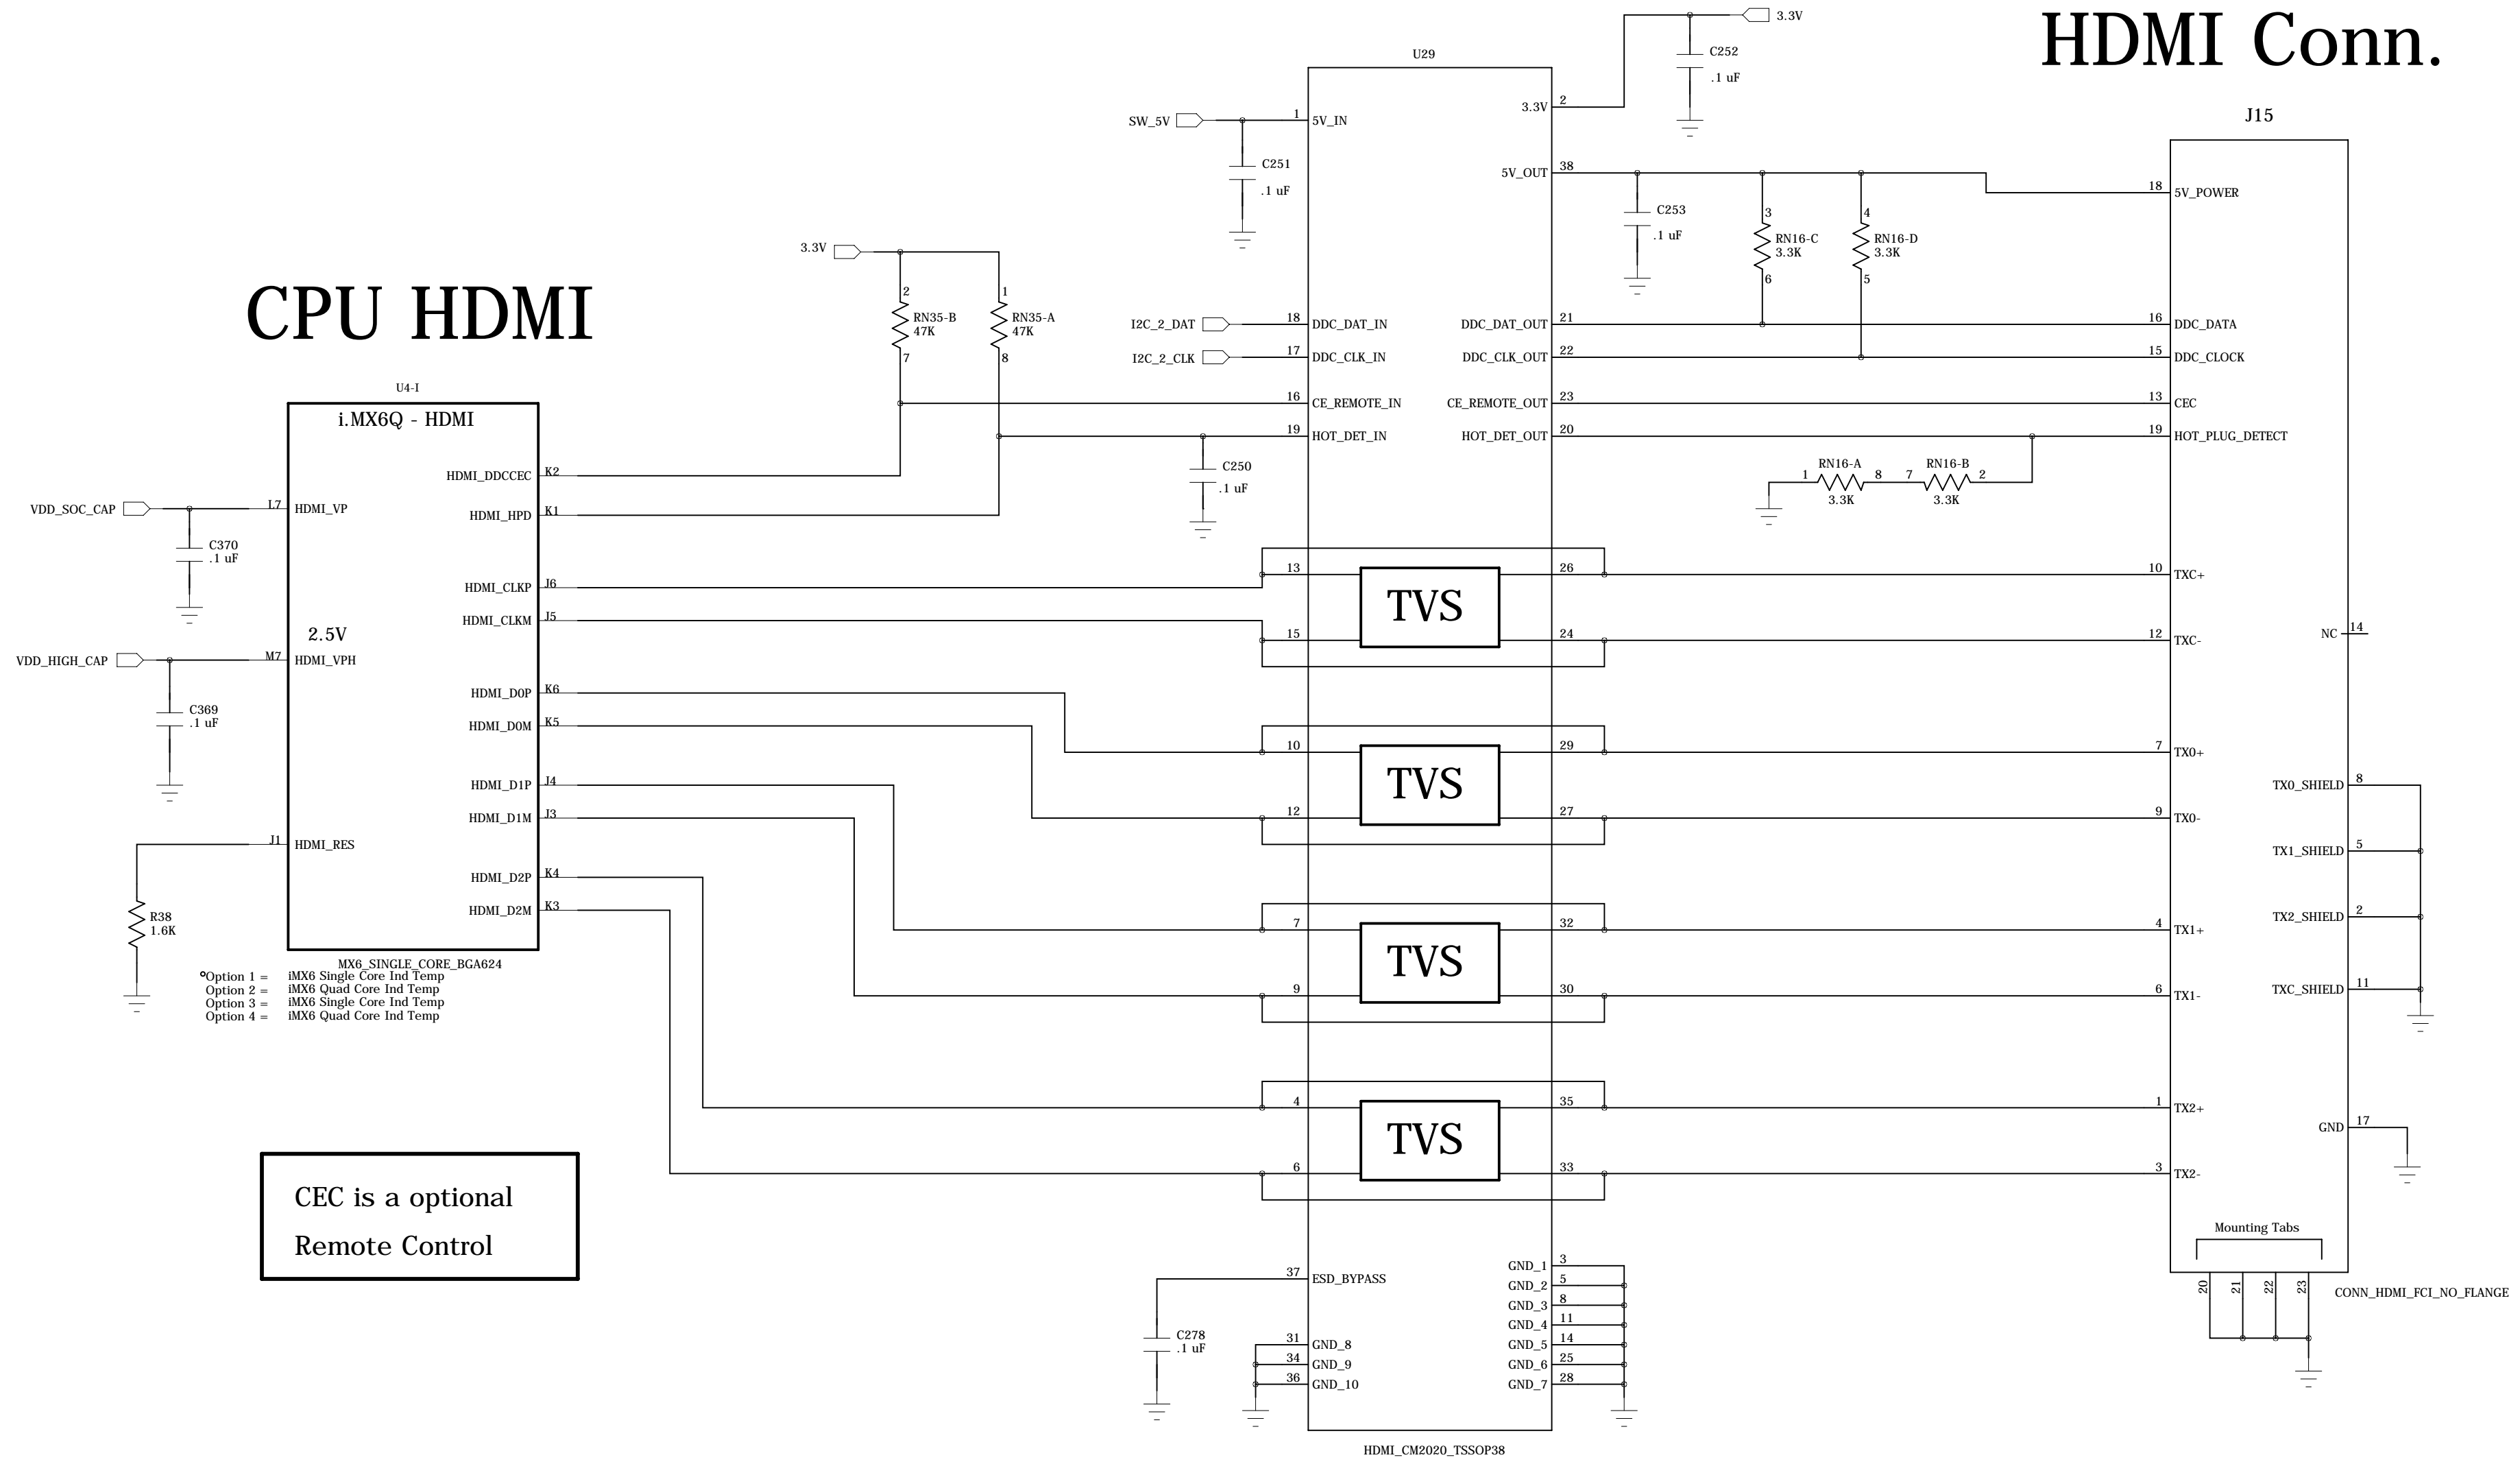 HDMI Conn.
CPU HDMI
U4-I
i.MX6Q - HDMI
HDMI_DDCCEC K2
HDMI_HPD K1
VDD_SOC_CAP L7 HDMI_VP
C370
.1 uF
HDMI_CLKP J6
HDMI_CLKM J5
2.5V
VDD_HIGH_CAP M7 HDMI_VPH
C369
.1 uF
HDMI_D0P K6
HDMI_D0M K5
HDMI_D1P J4
HDMI_D1M J3
J1 HDMI_RES
HDMI_D2P K4
HDMI_D2M K3
R38
1.6K
MX6_SINGLE_CORE_BGA624
Option 1 = iMX6 Single Core Ind Temp
Option 2 = iMX6 Quad Core Ind Temp
Option 3 = iMX6 Single Core Ind Temp
Option 4 = iMX6 Quad Core Ind Temp
CEC is a optional
Remote Control
3.3V
2
RN35-B
47K
7
1
RN35-A
47K
8
U29
SW_5V 1 5V_IN
C251
.1 uF
I2C_2_DAT 18 DDC_DAT_IN
I2C_2_CLK 17 DDC_CLK_IN
16 CE_REMOTE_IN
19 HOT_DET_IN
C250
.1 uF
3.3V 2
3.3V
C252
.1 uF
5V_OUT 38
C253
.1 uF
3
RN16-C
3.3K
6
4
RN16-D
3.3K
5
DDC_DAT_OUT 21
DDC_CLK_OUT 22
CE_REMOTE_OUT 23
HOT_DET_OUT 20
1 RN16-A 8
3.3K
7 RN16-B 2
3.3K
13 TVS 26
15 24
10 TVS 29
12 27
7 TVS 32
9 30
4 TVS 35
6 33
37 ESD_BYPASS
C278
.1 uF
31 GND_8
34 GND_9
36 GND_10
GND_1 3
GND_2 5
GND_3 8
GND_4 11
GND_5 14
GND_6 25
GND_7 28
HDMI_CM2020_TSSOP38
J15
18 5V_POWER
16 DDC_DATA
15 DDC_CLOCK
13 CEC
19 HOT_PLUG_DETECT
10 TXC+
NC 14
12 TXC-
7 TX0+
TX0_SHIELD 8
9 TX0-
TX1_SHIELD 5
TX2_SHIELD 2
4 TX1+
TXC_SHIELD 11
6 TX1-
1 TX2+
GND 17
3 TX2-
Mounting Tabs
20 21 22 23
CONN_HDMI_FCI_NO_FLANGE